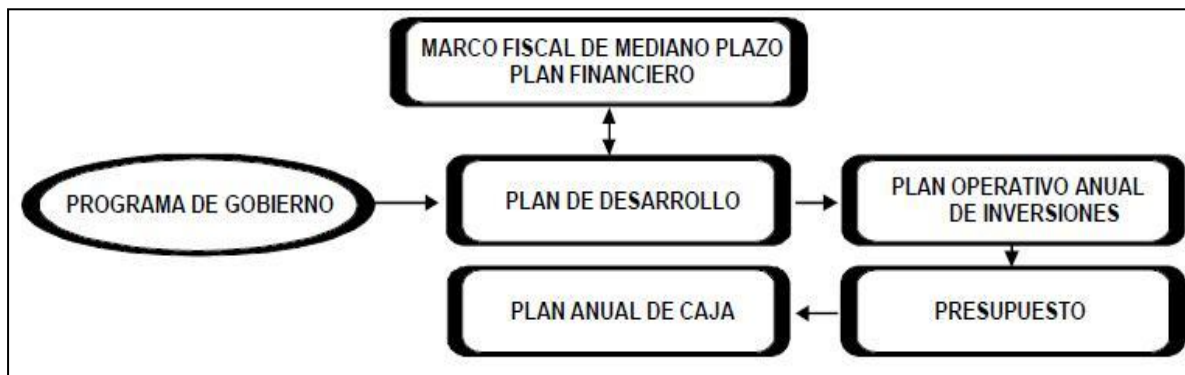 MARCO FISCAL DE MEDIANO PLAZO
PLAN FINANCIERO
PROGRAMA DE GOBIERNO
PLAN DE DESARROLLO
PLAN OPERATIVO ANUAL
DE INVERSIONES
PLAN ANUAL DE CAJA
PRESUPUESTO